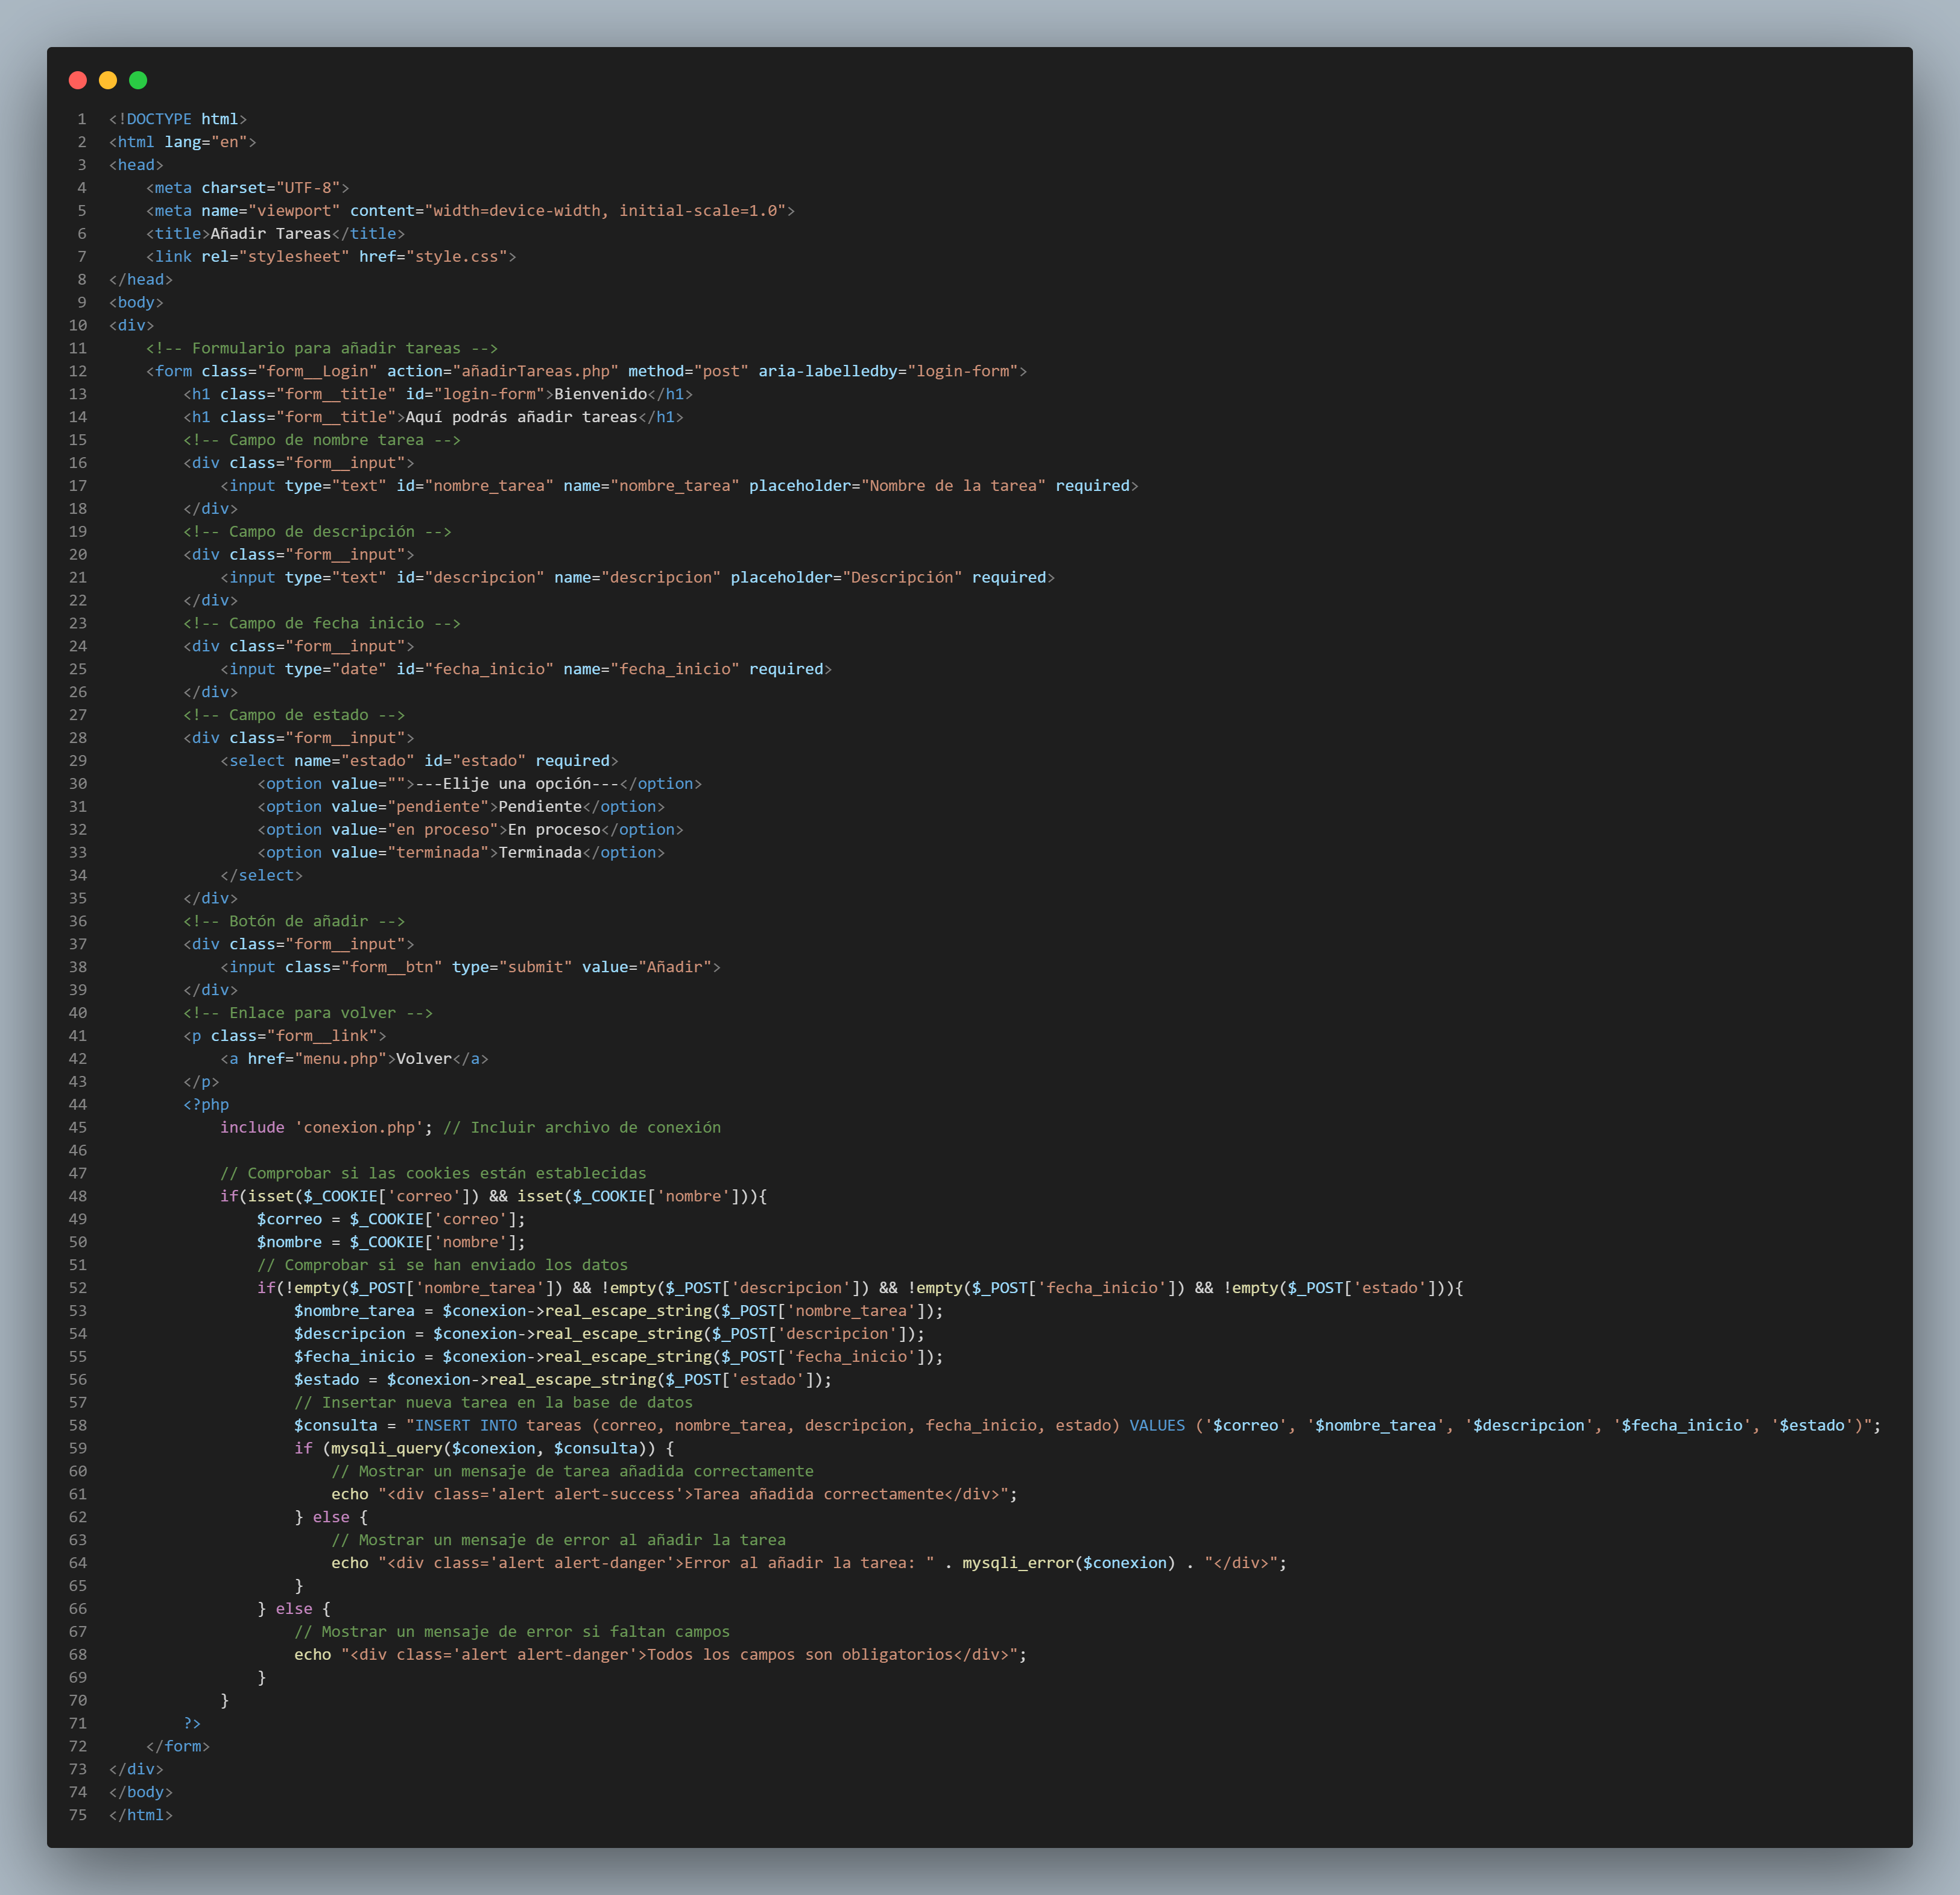 1 <!DOCTYPE html>
2 <html lang="en">
3 <head>
4     <meta charset="UTF-8">
5     <meta name="viewport" content="width=device-width, initial-scale=1.0">
6     <title>Añadir Tareas</title>
7     <link rel="stylesheet" href="style.css">
8 </head>
9 <body>
10 <div>
11     <!-- Formulario para añadir tareas -->
12     <form class="form__Login" action="añadirTareas.php" method="post" aria-labelledby="login-form">
13         <h1 class="form__title" id="login-form">Bienvenido</h1>
14         <h1 class="form__title">Aquí podrás añadir tareas</h1>
15         <!-- Campo de nombre tarea -->
16         <div class="form__input">
17             <input type="text" id="nombre_tarea" name="nombre_tarea" placeholder="Nombre de la tarea" required>
18         </div>
19         <!-- Campo de descripción -->
20         <div class="form__input">
21             <input type="text" id="descripcion" name="descripcion" placeholder="Descripción" required>
22         </div>
23         <!-- Campo de fecha inicio -->
24         <div class="form__input">
25             <input type="date" id="fecha_inicio" name="fecha_inicio" required>
26         </div>
27         <!-- Campo de estado -->
28         <div class="form__input">
29             <select name="estado" id="estado" required>
30                 <option value="">---Elije una opción---</option>
31                 <option value="pendiente">Pendiente</option>
32                 <option value="en proceso">En proceso</option>
33                 <option value="terminada">Terminada</option>
34             </select>
35         </div>
36         <!-- Botón de añadir -->
37         <div class="form__input">
38             <input class="form__btn" type="submit" value="Añadir">
39         </div>
40         <!-- Enlace para volver -->
41         <p class="form__link">
42             <a href="menu.php">Volver</a>
43         </p>
44         <?php
45             include 'conexion.php'; // Incluir archivo de conexión
46
47             // Comprobar si las cookies están establecidas
48             if(isset($_COOKIE['correo']) && isset($_COOKIE['nombre'])){
49                 $correo = $_COOKIE['correo'];
50                 $nombre = $_COOKIE['nombre'];
51                 // Comprobar si se han enviado los datos
52                 if(!empty($_POST['nombre_tarea']) && !empty($_POST['descripcion']) && !empty($_POST['fecha_inicio']) && !empty($_POST['estado'])){
53                     $nombre_tarea = $conexion->real_escape_string($_POST['nombre_tarea']);
54                     $descripcion = $conexion->real_escape_string($_POST['descripcion']);
55                     $fecha_inicio = $conexion->real_escape_string($_POST['fecha_inicio']);
56                     $estado = $conexion->real_escape_string($_POST['estado']);
57                     // Insertar nueva tarea en la base de datos
58                     $consulta = "INSERT INTO tareas (correo, nombre_tarea, descripcion, fecha_inicio, estado) VALUES ('$correo', '$nombre_tarea', '$descripcion', '$fecha_inicio', '$estado')";
59                     if (mysqli_query($conexion, $consulta)) {
60                         // Mostrar un mensaje de tarea añadida correctamente
61                         echo "<div class='alert alert-success'>Tarea añadida correctamente</div>";
62                     } else {
63                         // Mostrar un mensaje de error al añadir la tarea
64                         echo "<div class='alert alert-danger'>Error al añadir la tarea: " . mysqli_error($conexion) . "</div>";
65                     }
66                 } else {
67                     // Mostrar un mensaje de error si faltan campos
68                     echo "<div class='alert alert-danger'>Todos los campos son obligatorios</div>";
69                 }
70             }
71         ?>
72     </form>
73 </div>
74 </body>
75 </html>